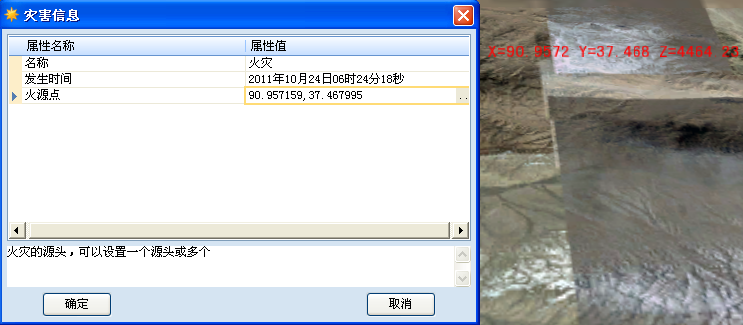 灾害信息
属性名称 属性值
名称 火灾
发生时间 2011年10月24日06时24分18秒
火源点 90.957159,37.467995 ..
火灾的源头，可以设置一个源头或多个
确定 取消
X=90.9572 Y=37.468 Z=4464